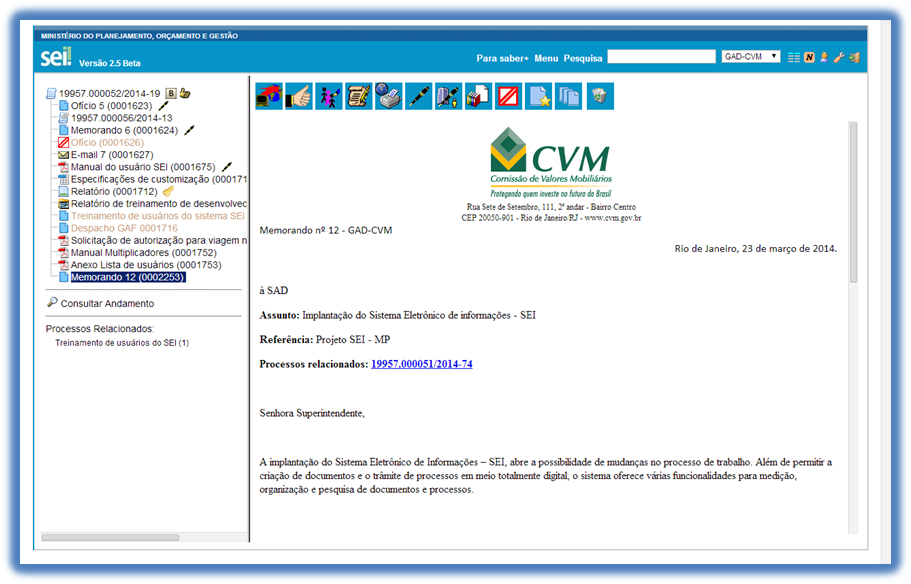 MINISTÉRIO DO PLANEJAMENTO, ORÇAMENTO E GESTÃO
sei! Versão 2.5 Beta
Para saber+ Menu Pesquisa GAD-CVM N
19957.000052/2014-19 B
Ofício 5 (0001623)
19957.000056/2014-13
Memorando 6 (0001624)
Ofício (0001626)
E-mail 7 (0001627)
Manual do usuário SEI (0001675)
Especificações de customização (000171
Relatório (0001712)
Relatório de treinamento de desenvolvec
Treinamento de usuários do sistema SEI
Despacho GAF 0001716
Solicitação de autorização para viagem n
Manual Multiplicadores (0001752)
Anexo Lista de usuários (0001753)
Memorando 12 (0002253)
Consultar Andamento
Processos Relacionados:
Treinamento de usuários do SEI (1)
CVM
Comissão de Valores Mobiliários
Protegendo quem investe no futuro do Brasil
Rua Sete de Setembro, 111, 2º andar - Bairro Centro
CEP 20050-901 - Rio de Janeiro/RJ - www.cvm.gov.br
Memorando nº 12 - GAD-CVM
Rio de Janeiro, 23 de março de 2014.
à SAD
Assunto: Implantação do Sistema Eletrônico de informações - SEI
Referência: Projeto SEI - MP
Processos relacionados: 19957.000051/2014-74
Senhora Superintendente,
A implantação do Sistema Eletrônico de Informações – SEI, abre a possibilidade de mudanças no processo de trabalho. Além de permitir a
criação de documentos e o trâmite de processos em meio totalmente digital, o sistema oferece várias funcionalidades para medição,
organização e pesquisa de documentos e processos.